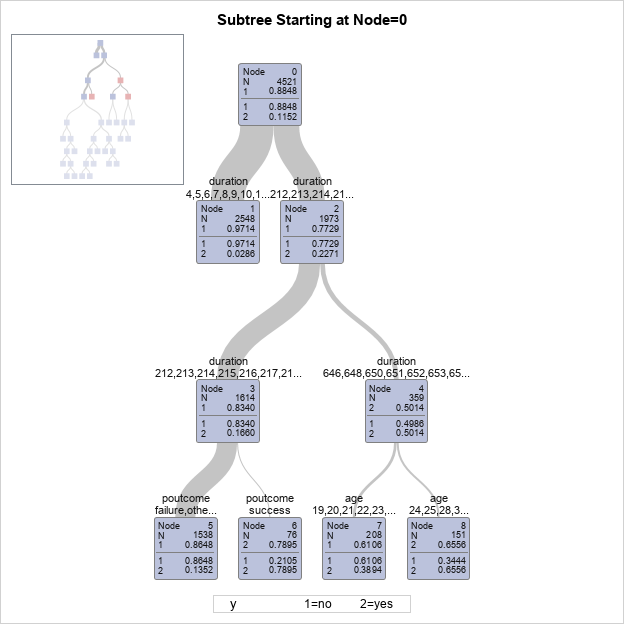 Subtree Starting at Node=0
Node 0
N 4521
1 0.8848
1 0.8848
2 0.1152
duration
4,5,6,7,8,9,10,1...
duration
212,213,214,21...
Node 1
N 2548
1 0.9714
1 0.9714
2 0.0286
Node 2
N 1973
1 0.7729
1 0.7729
2 0.2271
duration
212,213,214,215,216,217,21...
duration
646,648,650,651,652,653,65...
Node 3
N 1614
1 0.8340
1 0.8340
2 0.1660
Node 4
N 359
2 0.5014
1 0.4986
2 0.5014
poutcome
failure,othe...
poutcome
success
age
19,20,21,22,23,...
age
24,25,28,3...
Node 5
N 1538
1 0.8648
1 0.8648
2 0.1352
Node 6
N 76
2 0.7895
1 0.2105
2 0.7895
Node 7
N 208
1 0.6106
1 0.6106
2 0.3894
Node 8
N 151
2 0.6556
1 0.3444
2 0.6556
y 1=no 2=yes